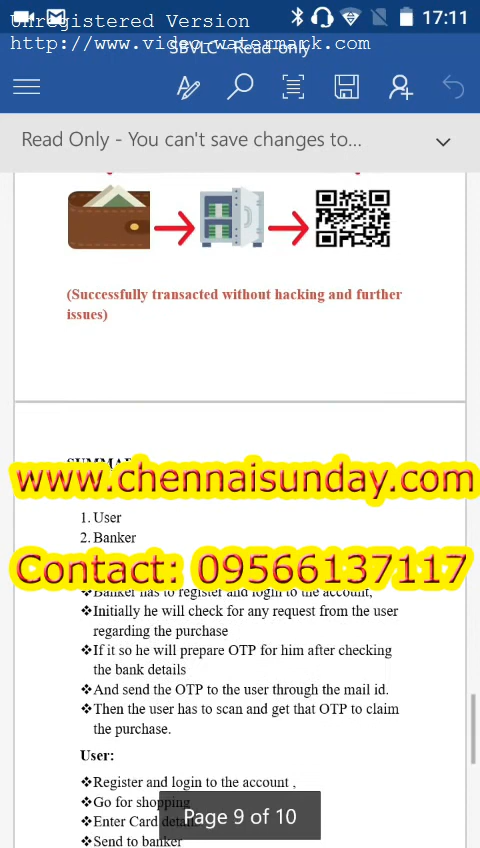 Unregistered Version
17:11
http://www.video-watermark.com
SBVLC - Read-only
Read Only - You can't save changes to...
(Successfully transacted without hacking and further
issues)
www.chennaisunday.com
1. User
2. Banker
Contact: 09566137117
❖Banker has to register and login to the account,
❖Initially he will check for any request from the user
regarding the purchase
❖If it so he will prepare OTP for him after checking
the bank details
❖And send the OTP to the user through the mail id.
❖Then the user has to scan and get that OTP to claim
the purchase.
User:
❖Register and login to the account ,
❖Go for shopping
❖Enter Card details
Page 9 of 10
❖Send to banker